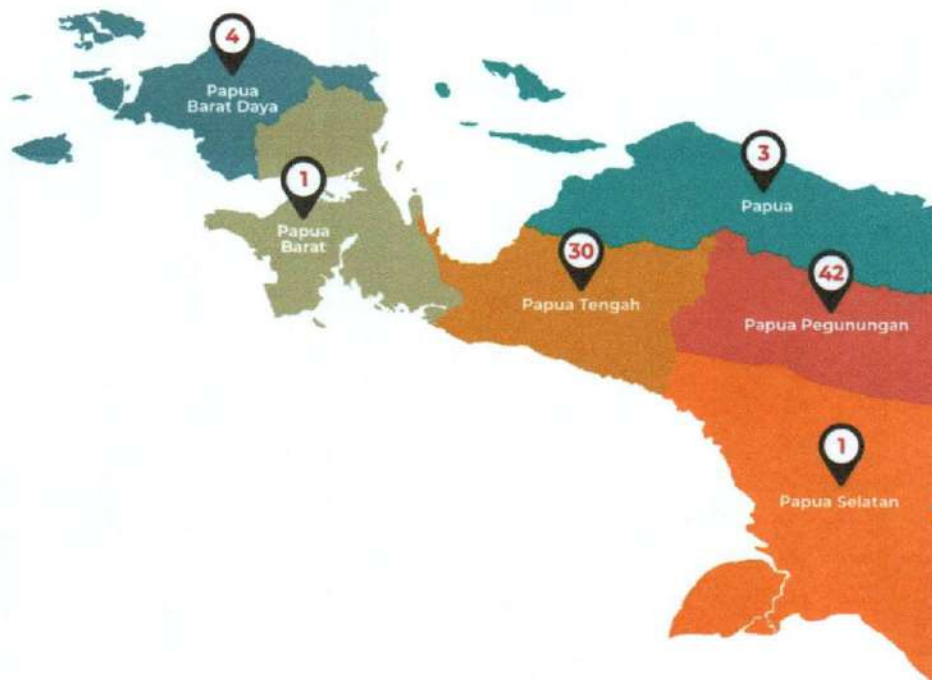 4
Papua
Barat Daya
1
Papua
Barat
3
Papua
30
Papua Tengah
42
Papua Pegunungan
1
Papua Selatan